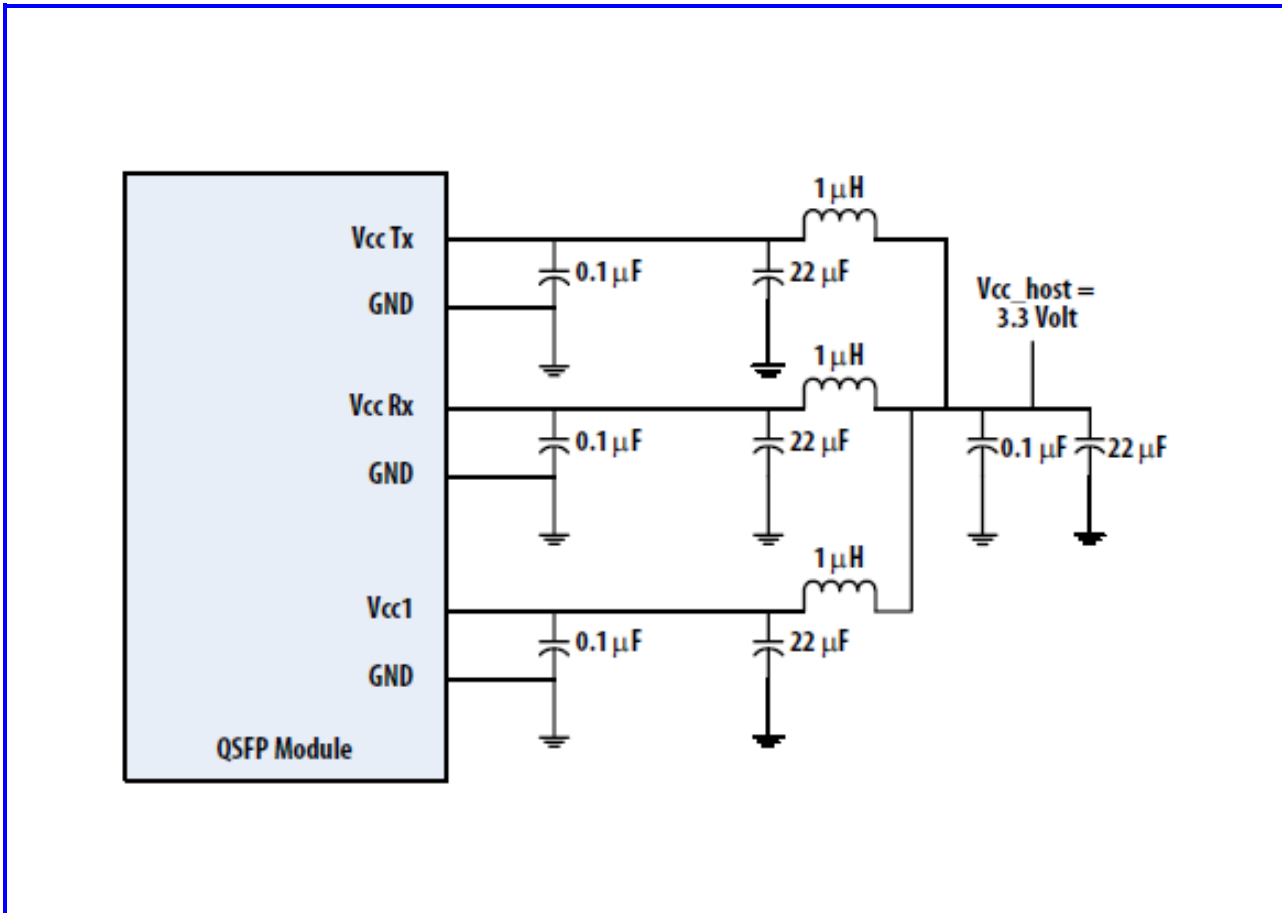 1 μH
Vcc Tx
0.1 μF
22 μF
GND
Vcc_host =
3.3 Volt
1 μH
Vcc Rx
0.1 μF
22 μF
0.1 μF
22 μF
GND
1 μH
Vcc1
0.1 μF
22 μF
GND
QSFP Module